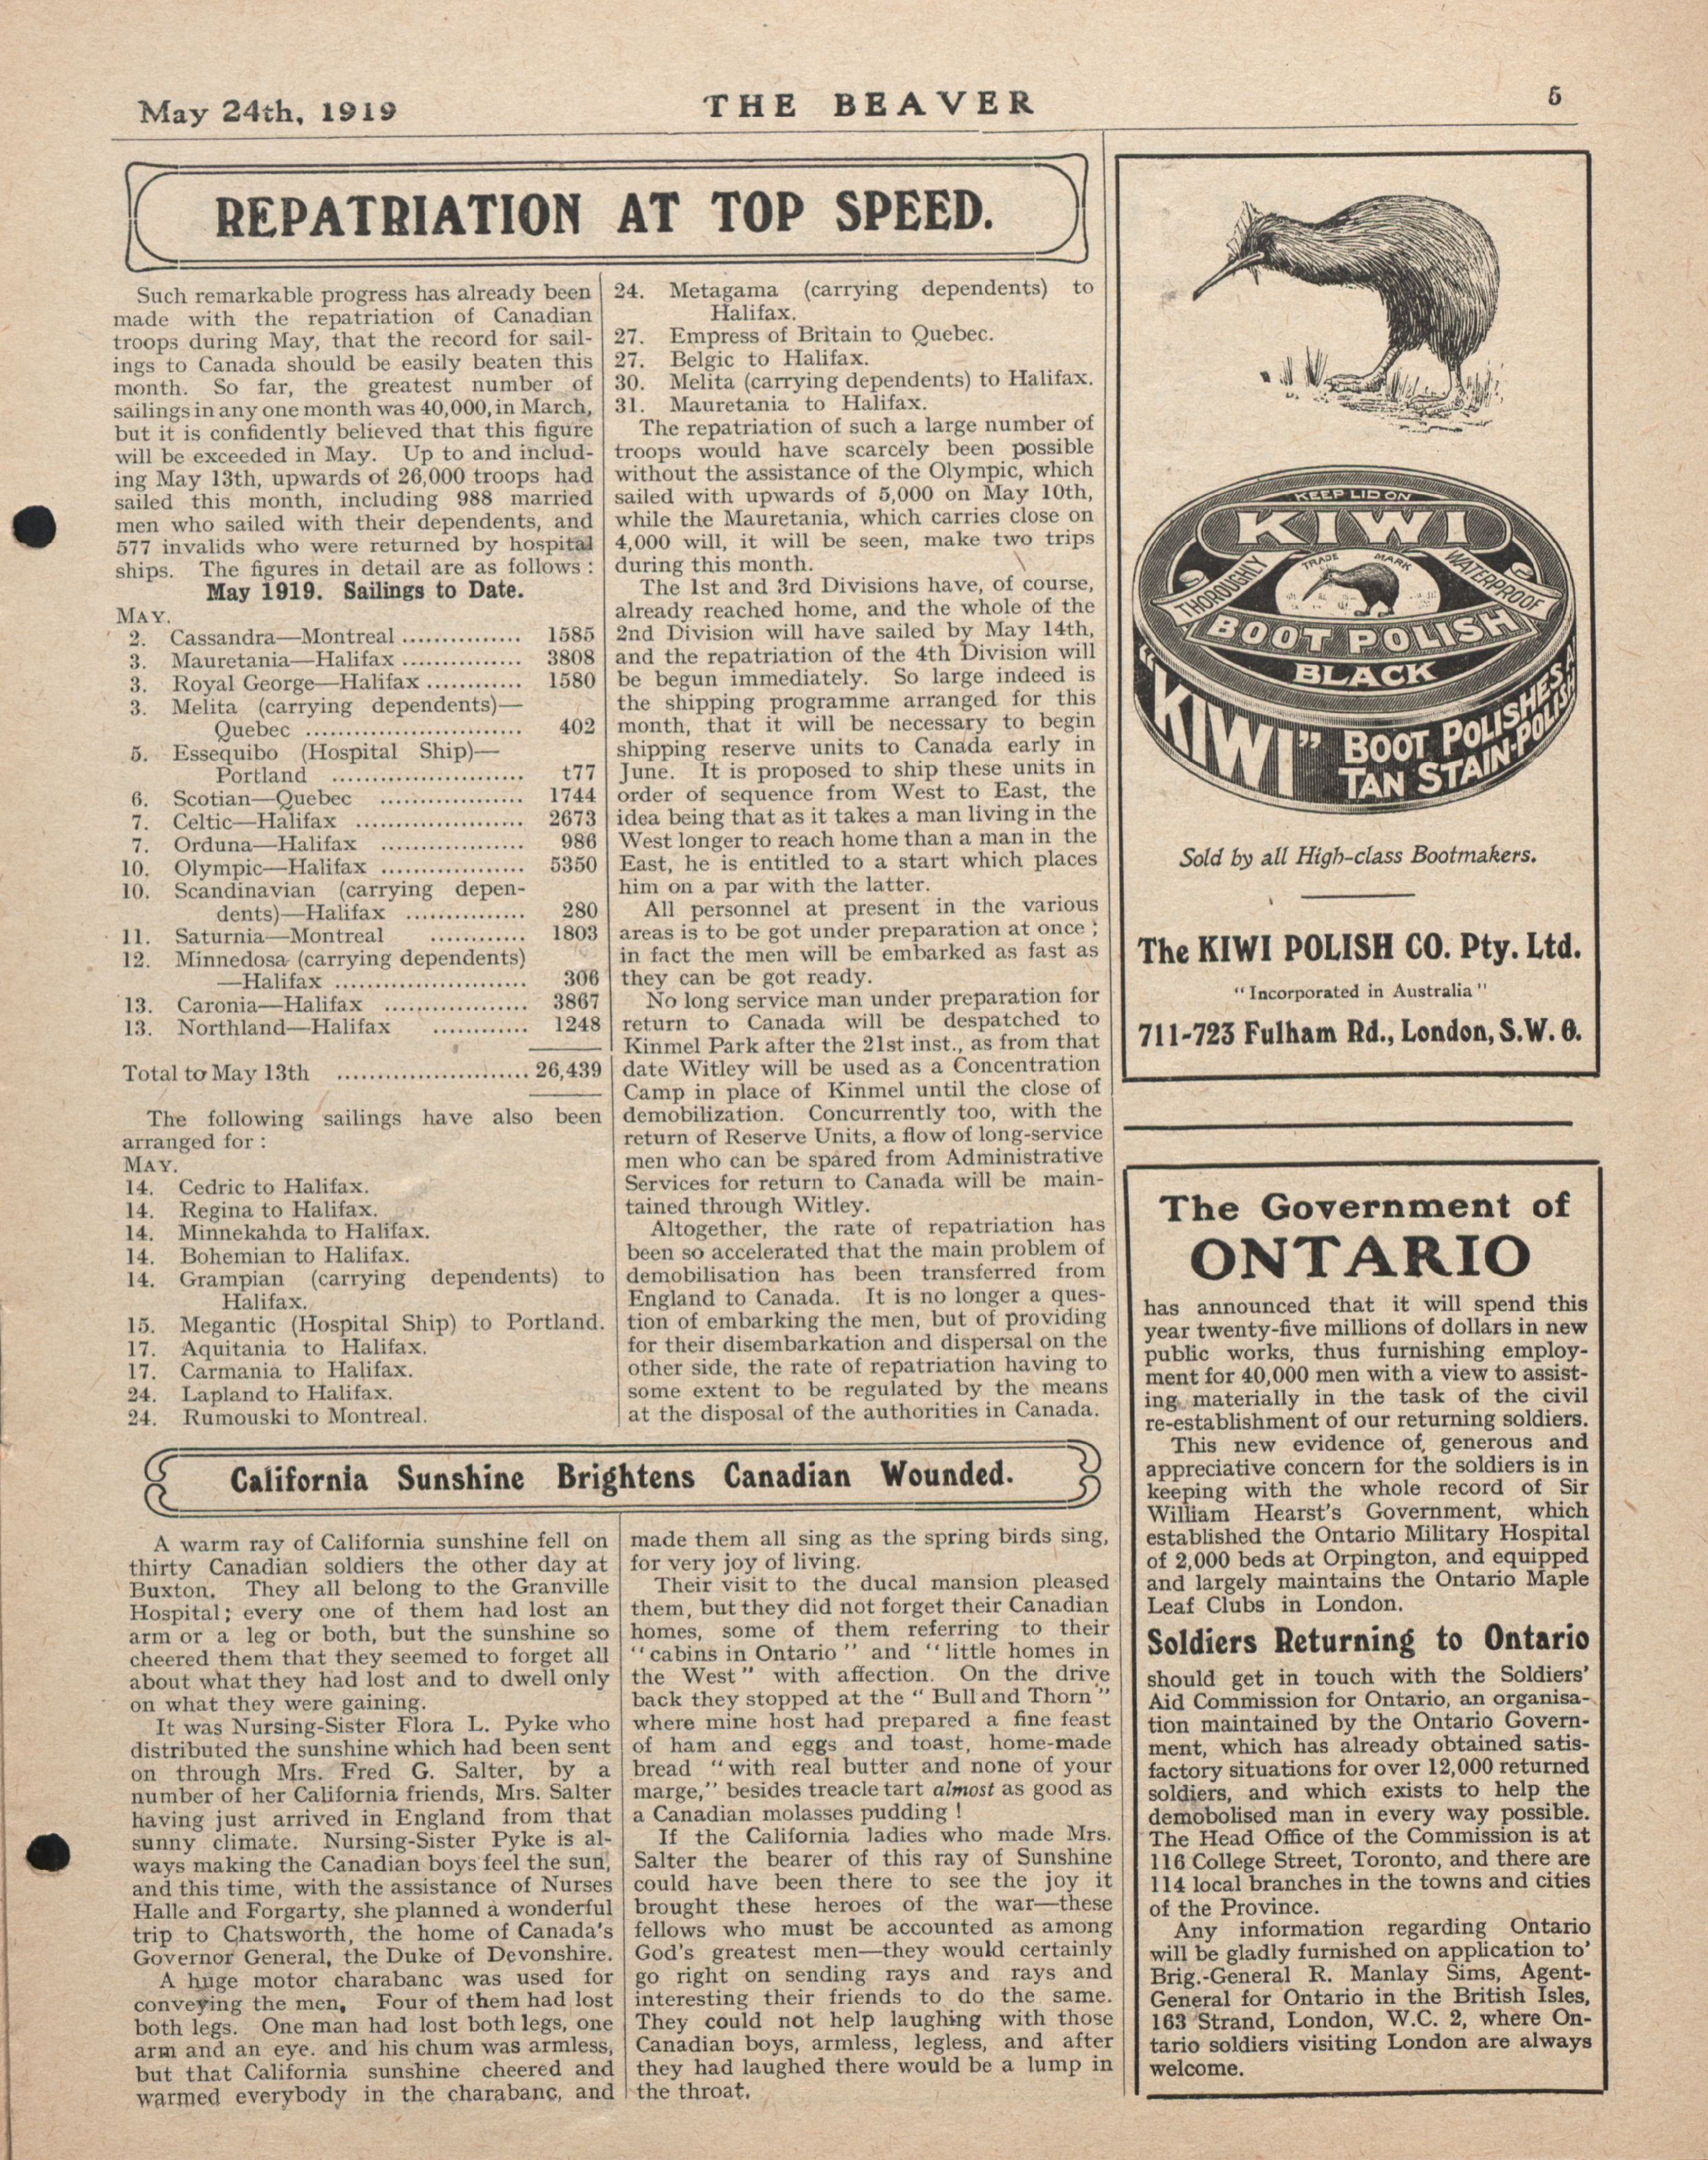 May 24th, 1919
THE BEAVER
5
REPATRIATION AT TOP SPEED.
Such remarkable progress has already been
made with the repatriation of Canadian
troops during May, that the record for sail-
ings to Canada should be easily beaten this
month. So far, the greatest number of
sailings in any one month was 40,000, in March,
but it is confidently believed that this figure
will be exceeded in May. Up to and includ-
ing May 13th, upwards of 26,000 troops had
sailed this month, including 988 married
men who sailed with their dependents, and
577 invalids who were returned by hospital
ships. The figures in detail are as follows :
May 1919. Sailings to Date.
MAY.
2. Cassandra—Montreal ............... 1585
3. Mauretania—Halifax ............... 3808
3. Royal George—Halifax ............ 1580
3. Melita (carrying dependents)—
Quebec ........................... 402
5. Essequibo (Hospital Ship)—
Portland ........................ t77
6. Scotian—Quebec .................. 1744
7. Celtic—Halifax ..................... 2673
7. Orduna—Halifax .................. 986
10. Olympic—Halifax .................. 5350
10. Scandinavian (carrying depen-
dents)—Halifax ............... 280
11. Saturnia—Montreal ............ 1803
12. Minnedosa (carrying dependents)
—Halifax ........................ 306
13. Caronia—Halifax .................. 3867
13. Northland—Halifax ............ 1248
Total to May 13th ........................ 26,439
The following sailings have also been
arranged for :
MAY.
14. Cedric to Halifax.
14. Regina to Halifax.
14. Minnekahda to Halifax.
14. Bohemian to Halifax.
14. Grampian (carrying dependents) to
Halifax.
15. Megantic (Hospital Ship) to Portland.
17. Aquitania to Halifax.
17. Carmania to Halifax.
24. Lapland to Halifax.
24. Rumouski to Montreal.
24. Metagama (carrying dependents) to
Halifax.
27. Empress of Britain to Quebec.
27. Belgic to Halifax.
30. Melita (carrying dependents) to Halifax.
31. Mauretania to Halifax.
The repatriation of such a large number of
troops would have scarcely been possible
without the assistance of the Olympic, which
sailed with upwards of 5,000 on May 10th,
while the Mauretania, which carries close on
4,000 will, it will be seen, make two trips
during this month.
The 1st and 3rd Divisions have, of course,
already reached home, and the whole of the
2nd Division will have sailed by May 14th,
and the repatriation of the 4th Division will
be begun immediately. So large indeed is
the shipping programme arranged for this
month, that it will be necessary to begin
shipping reserve units to Canada early in
June. It is proposed to ship these units in
order of sequence from West to East, the
idea being that as it takes a man living in the
West longer to reach home than a man in the
East, he is entitled to a start which places
him on a par with the latter.
All personnel at present in the various
areas is to be got under preparation at once ;
in fact the men will be embarked as fast as
they can be got ready.
No long service man under preparation for
return to Canada will be despatched to
Kinmel Park after the 21st inst., as from that
date Witley will be used as a Concentration
Camp in place of Kinmel until the close of
demobilization. Concurrently too, with the
return of Reserve Units, a flow of long-service
men who can be spared from Administrative
Services for return to Canada will be main-
tained through Witley.
Altogether, the rate of repatriation has
been so accelerated that the main problem of
demobilisation has been transferred from
England to Canada. It is no longer a ques-
tion of embarking the men, but of providing
for their disembarkation and dispersal on the
other side, the rate of repatriation having to
some extent to be regulated by the means
at the disposal of the authorities in Canada.
California Sunshine Brightens Canadian Wounded.
A warm ray of California sunshine fell on
thirty Canadian soldiers the other day at
Buxton. They all belong to the Granville
Hospital; every one of them had lost an
arm or a leg or both, but the sunshine so
cheered them that they seemed to forget all
about what they had lost and to dwell only
on what they were gaining.
It was Nursing-Sister Flora L. Pyke who
distributed the sunshine which had been sent
on through Mrs. Fred G. Salter, by a
number of her California friends, Mrs. Salter
having just arrived in England from that
sunny climate. Nursing-Sister Pyke is al-
ways making the Canadian boys feel the sun,
and this time, with the assistance of Nurses
Halle and Forgarty, she planned a wonderful
trip to Chatsworth, the home of Canada's
Governor General, the Duke of Devonshire.
A huge motor charabanc was used for
conveying the men. Four of them had lost
both legs. One man had lost both legs, one
arm and an eye. and his chum was armless,
but that California sunshine cheered and
warmed everybody in the charabanc, and
made them all sing as the spring birds sing,
for very joy of living.
Their visit to the ducal mansion pleased
them, but they did not forget their Canadian
homes, some of them referring to their
"cabins in Ontario" and "little homes in
the West" with affection. On the drive
back they stopped at the "Bull and Thorn"
where mine host had prepared a fine feast
of ham and eggs and toast, home-made
bread "with real butter and none of your
marge," besides treacle tart almost as good as
a Canadian molasses pudding !
If the California ladies who made Mrs.
Salter the bearer of this ray of Sunshine
could have been there to see the joy it
brought these heroes of the war—these
fellows who must be accounted as among
God's greatest men—they would certainly
go right on sending rays and rays and
interesting their friends to do the same.
They could not help laughing with those
Canadian boys, armless, legless, and after
they had laughed there would be a lump in
the throat.
KEEP LID ON
KIWI
TRADE MARK
THOROUGHLY
WATERPROOF
BOOT POLISH
BLACK
"KIWI" BOOT POLISHES
TAN STAIN-POLISH
Sold by all High-class Bootmakers.
The KIWI POLISH CO. Pty. Ltd.
"Incorporated in Australia"
711-723 Fulham Rd., London, S.W. 6.
The Government of
ONTARIO
has announced that it will spend this
year twenty-five millions of dollars in new
public works, thus furnishing employ-
ment for 40,000 men with a view to assist-
ing materially in the task of the civil
re-establishment of our returning soldiers.
This new evidence of generous and
appreciative concern for the soldiers is in
keeping with the whole record of Sir
William Hearst's Government, which
established the Ontario Military Hospital
of 2,000 beds at Orpington, and equipped
and largely maintains the Ontario Maple
Leaf Clubs in London.
Soldiers Returning to Ontario
should get in touch with the Soldiers'
Aid Commission for Ontario, an organisa-
tion maintained by the Ontario Govern-
ment, which has already obtained satis-
factory situations for over 12,000 returned
soldiers, and which exists to help the
demobolised man in every way possible.
The Head Office of the Commission is at
116 College Street, Toronto, and there are
114 local branches in the towns and cities
of the Province.
Any information regarding Ontario
will be gladly furnished on application to
Brig.-General R. Manlay Sims, Agent-
General for Ontario in the British Isles,
163 Strand, London, W.C. 2, where On-
tario soldiers visiting London are always
welcome.